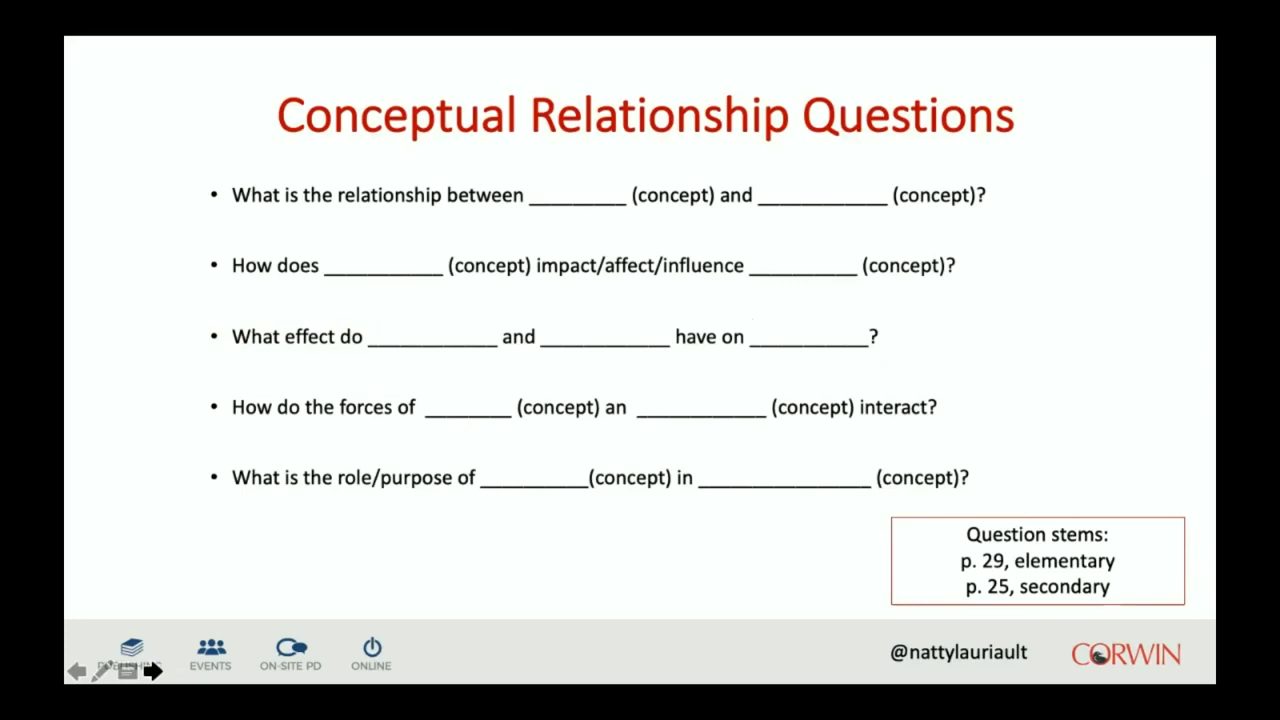 Conceptual Relationship Questions
• What is the relationship between _________ (concept) and ____________ (concept)?
• How does ___________ (concept) impact/affect/influence __________ (concept)?
• What effect do ____________ and ____________ have on ___________?
• How do the forces of ________ (concept) an ____________ (concept) interact?
• What is the role/purpose of __________(concept) in ________________ (concept)?
Question stems:
p. 29, elementary
p. 25, secondary
PUBLISHING
EVENTS
ON-SITE PD
ONLINE
@nattylauriault
CORWIN